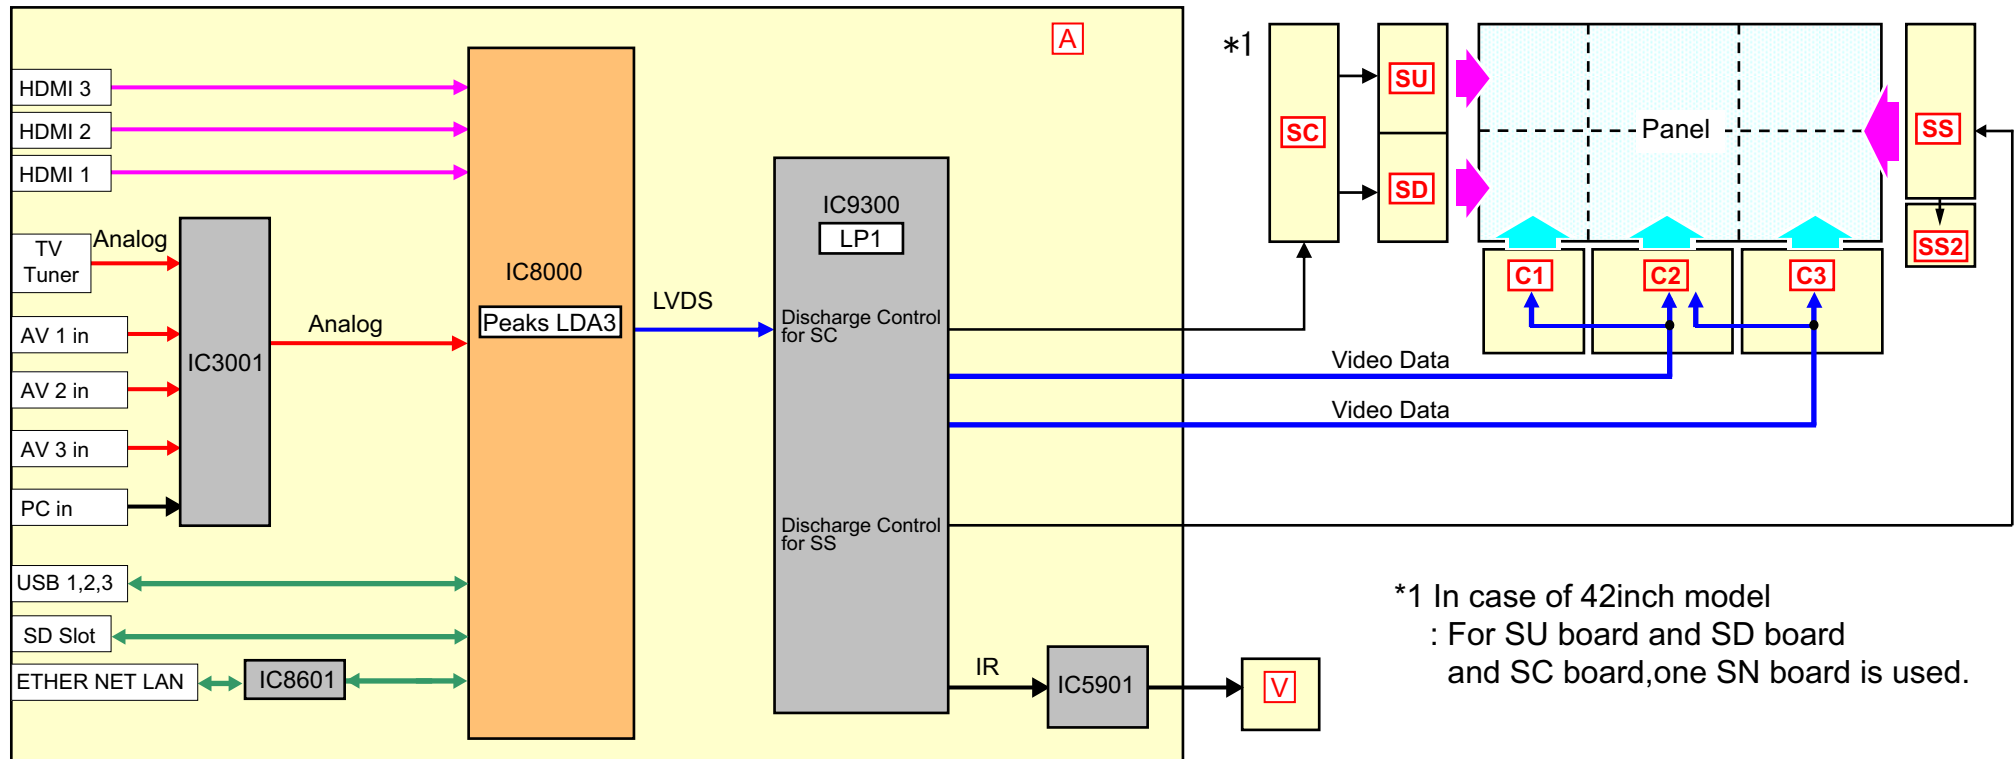 A
*1
HDMI 3
HDMI 2
HDMI 1
TV
Tuner
Analog
AV 1 in
AV 2 in
AV 3 in
PC in
IC3001
Analog
USB 1,2,3
SD Slot
ETHER NET LAN
IC8601
IC8000
Peaks LDA3
LVDS
IC9300
LP1
Discharge Control
for SC
Discharge Control
for SS
Video Data
Video Data
IR
IC5901
V
SC
SU
SD
Panel
SS
SS2
C1
C2
C3
*1 In case of 42inch model
: For SU board and SD board
and SC board,one SN board is used.